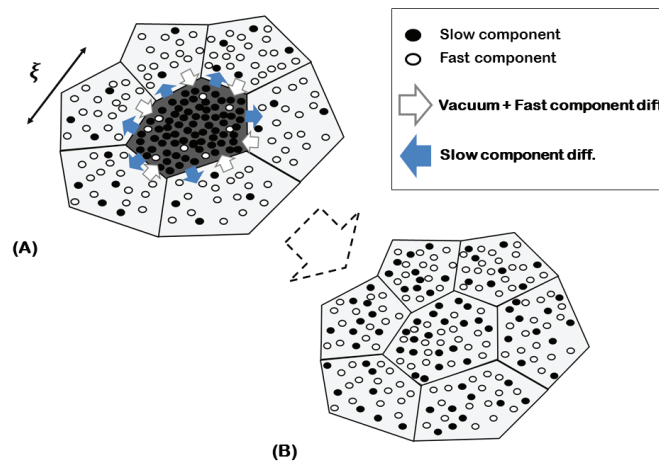 ξ
Slow component
Fast component
Vacuum + Fast component diff
Slow component diff.
(A)
(B)